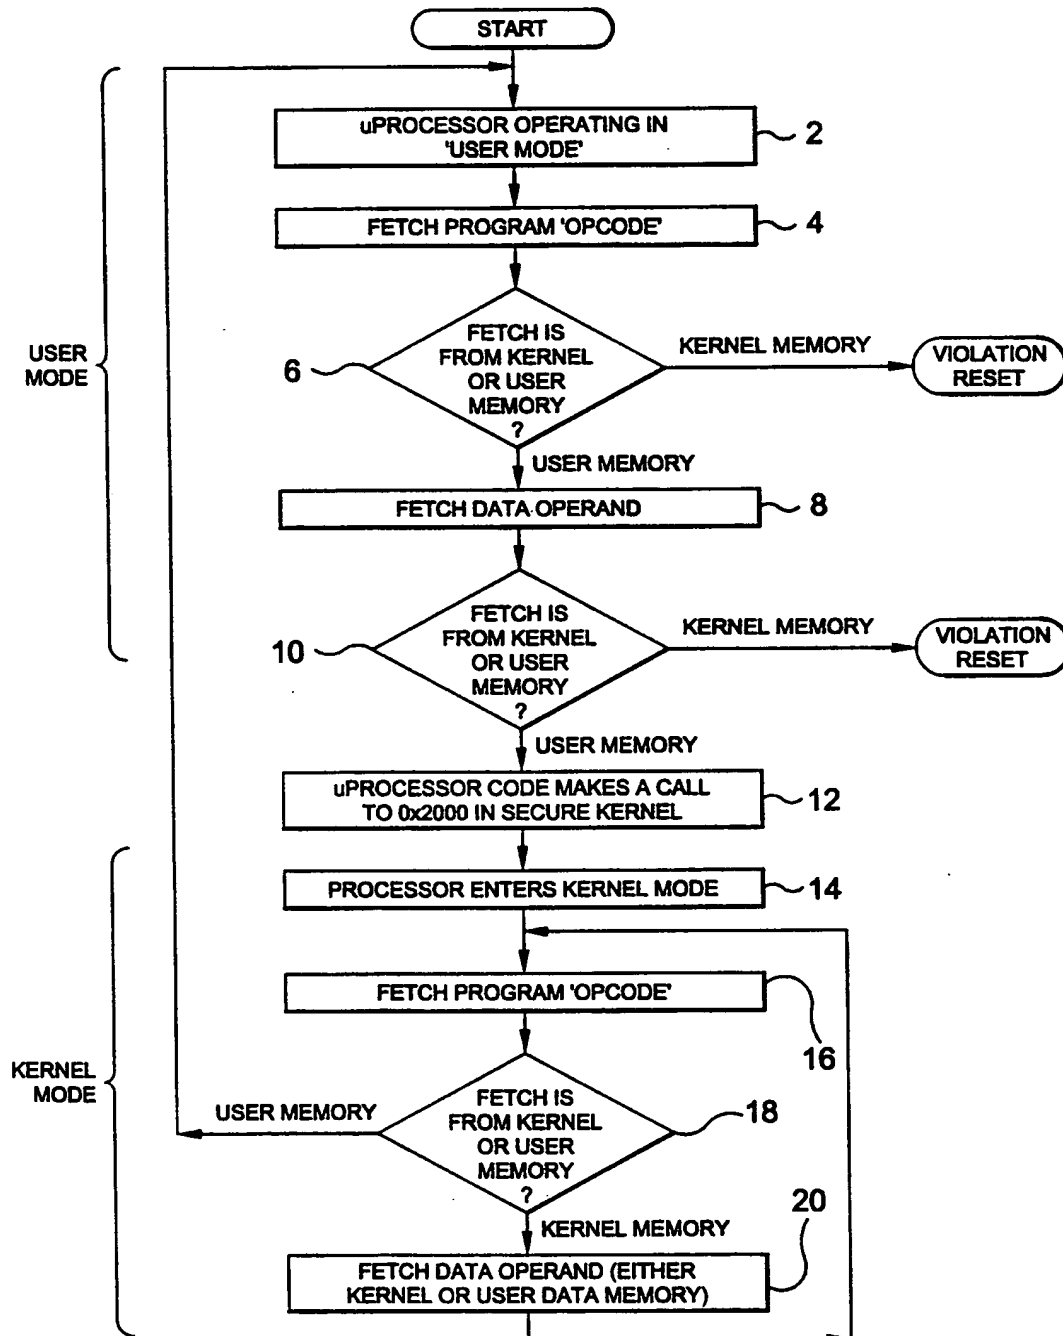 START
uPROCESSOR OPERATING IN
'USER MODE'
2
FETCH PROGRAM 'OPCODE'
4
USER
MODE
FETCH IS
FROM KERNEL
OR USER
MEMORY
?
6
KERNEL MEMORY
VIOLATION
RESET
USER MEMORY
FETCH DATA OPERAND
8
FETCH IS
FROM KERNEL
OR USER
MEMORY
?
10
KERNEL MEMORY
VIOLATION
RESET
USER MEMORY
uPROCESSOR CODE MAKES A CALL
TO 0x2000 IN SECURE KERNEL
12
PROCESSOR ENTERS KERNEL MODE
14
FETCH PROGRAM 'OPCODE'
16
KERNEL
MODE
USER MEMORY
FETCH IS
FROM KERNEL
OR USER
MEMORY
?
18
KERNEL MEMORY
20
FETCH DATA OPERAND (EITHER
KERNEL OR USER DATA MEMORY)